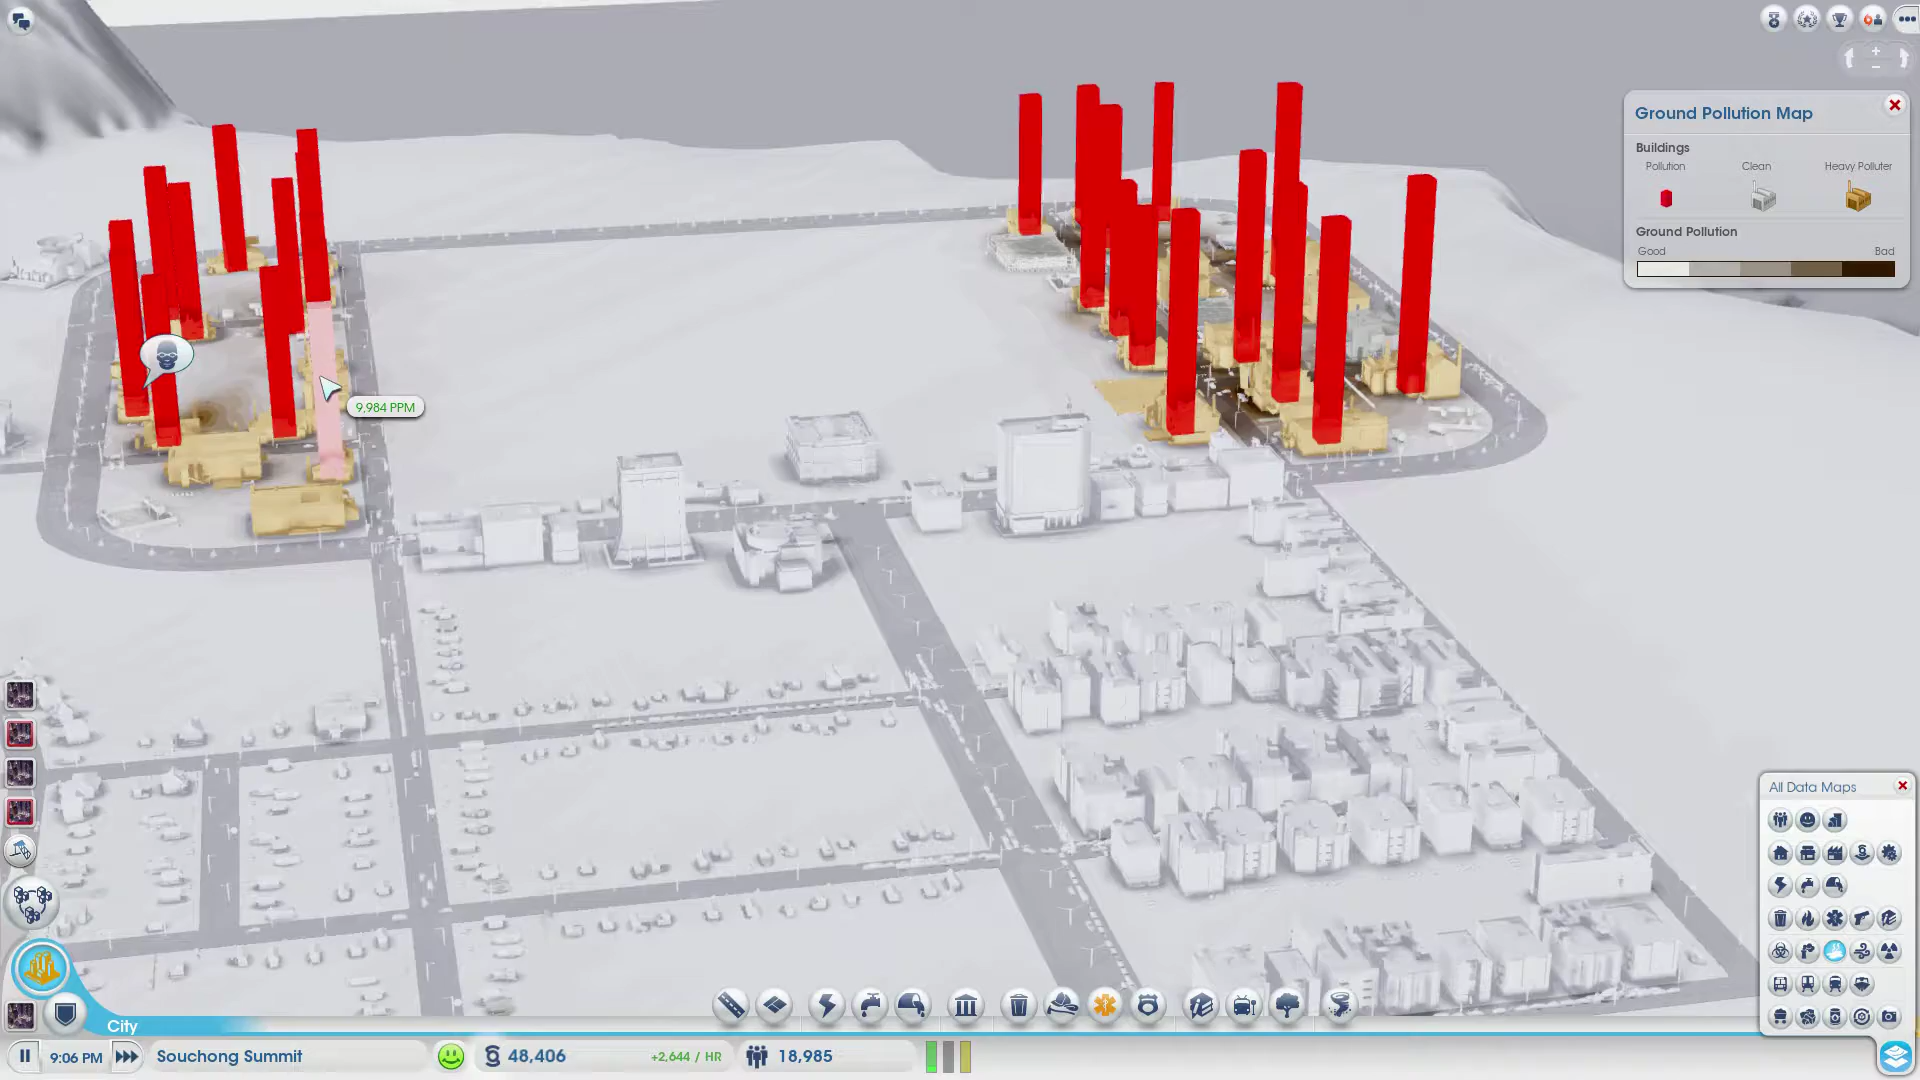 Ground Pollution Map
Buildings
Pollution Clean Heavy Polluter
Ground Pollution
Good Bad
9,984 PPM
All Data Maps
City
9:06 PM Souchong Summit 48,406 +2,644 / HR 18,985